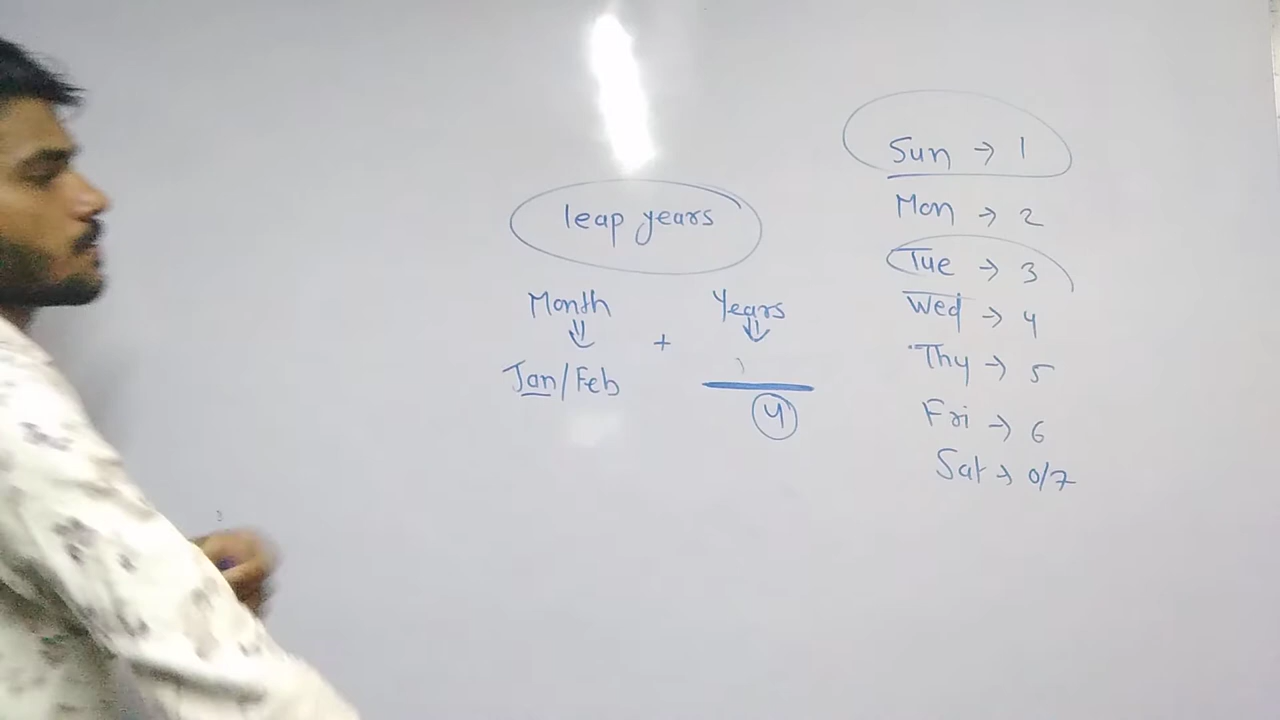 leap years
Month + Years
Jan/Feb
4
Sun → 1
Mon → 2
Tue → 3
Wed → 4
Thy → 5
Fri → 6
Sat → 0/7